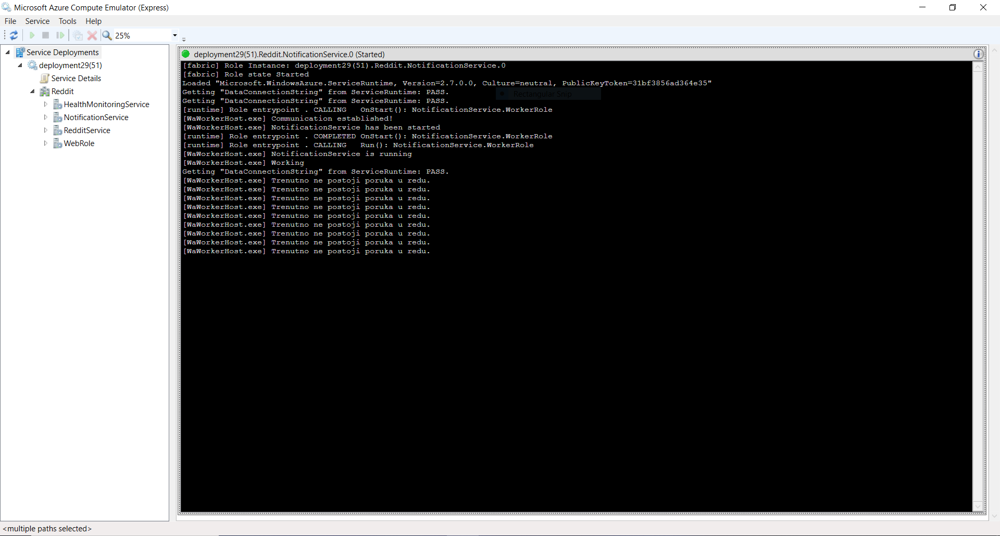 Microsoft Azure Compute Emulator (Express)
File Service Tools Help
25%
Service Deployments
deployment29(51)
Service Details
Reddit
HealthMonitoringService
NotificationService
RedditService
WebRole
deployment29(51).Reddit.NotificationService.0 (Started)
[fabric] Role Instance: deployment29(51).Reddit.NotificationService.0
[fabric] Role state Started
Loaded "Microsoft.WindowsAzure.ServiceRuntime, Version=2.7.0.0, Culture=neutral, PublicKeyToken=31bf3856ad364e35"
Getting "DataConnectionString" from ServiceRuntime: PASS.
Rectangular Snip
Getting "DataConnectionString" from ServiceRuntime: PASS.
[runtime] Role entrypoint . CALLING   OnStart(): NotificationService.WorkerRole
[WaWorkerHost.exe] Communication established!
[WaWorkerHost.exe] NotificationService has been started
[runtime] Role entrypoint . COMPLETED OnStart(): NotificationService.WorkerRole
[runtime] Role entrypoint . CALLING   Run(): NotificationService.WorkerRole
[WaWorkerHost.exe] NotificationService is running
[WaWorkerHost.exe] Working
Getting "DataConnectionString" from ServiceRuntime: PASS.
[WaWorkerHost.exe] Trenutno ne postoji poruka u redu.
[WaWorkerHost.exe] Trenutno ne postoji poruka u redu.
[WaWorkerHost.exe] Trenutno ne postoji poruka u redu.
[WaWorkerHost.exe] Trenutno ne postoji poruka u redu.
[WaWorkerHost.exe] Trenutno ne postoji poruka u redu.
[WaWorkerHost.exe] Trenutno ne postoji poruka u redu.
[WaWorkerHost.exe] Trenutno ne postoji poruka u redu.
[WaWorkerHost.exe] Trenutno ne postoji poruka u redu.
[WaWorkerHost.exe] Trenutno ne postoji poruka u redu.
<multiple paths selected>